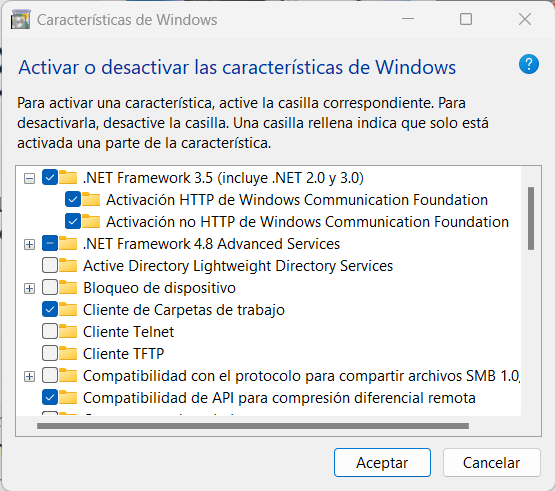 Características de Windows
Activar o desactivar las características de Windows
?
Para activar una característica, active la casilla correspondiente. Para
desactivarla, desactive la casilla. Una casilla rellena indica que solo está
activada una parte de la característica.
.NET Framework 3.5 (incluye .NET 2.0 y 3.0)
Activación HTTP de Windows Communication Foundation
Activación no HTTP de Windows Communication Foundation
.NET Framework 4.8 Advanced Services
Active Directory Lightweight Directory Services
Bloqueo de dispositivo
Cliente de Carpetas de trabajo
Cliente Telnet
Cliente TFTP
Compatibilidad con el protocolo para compartir archivos SMB 1.0,
Compatibilidad de API para compresión diferencial remota
Aceptar
Cancelar